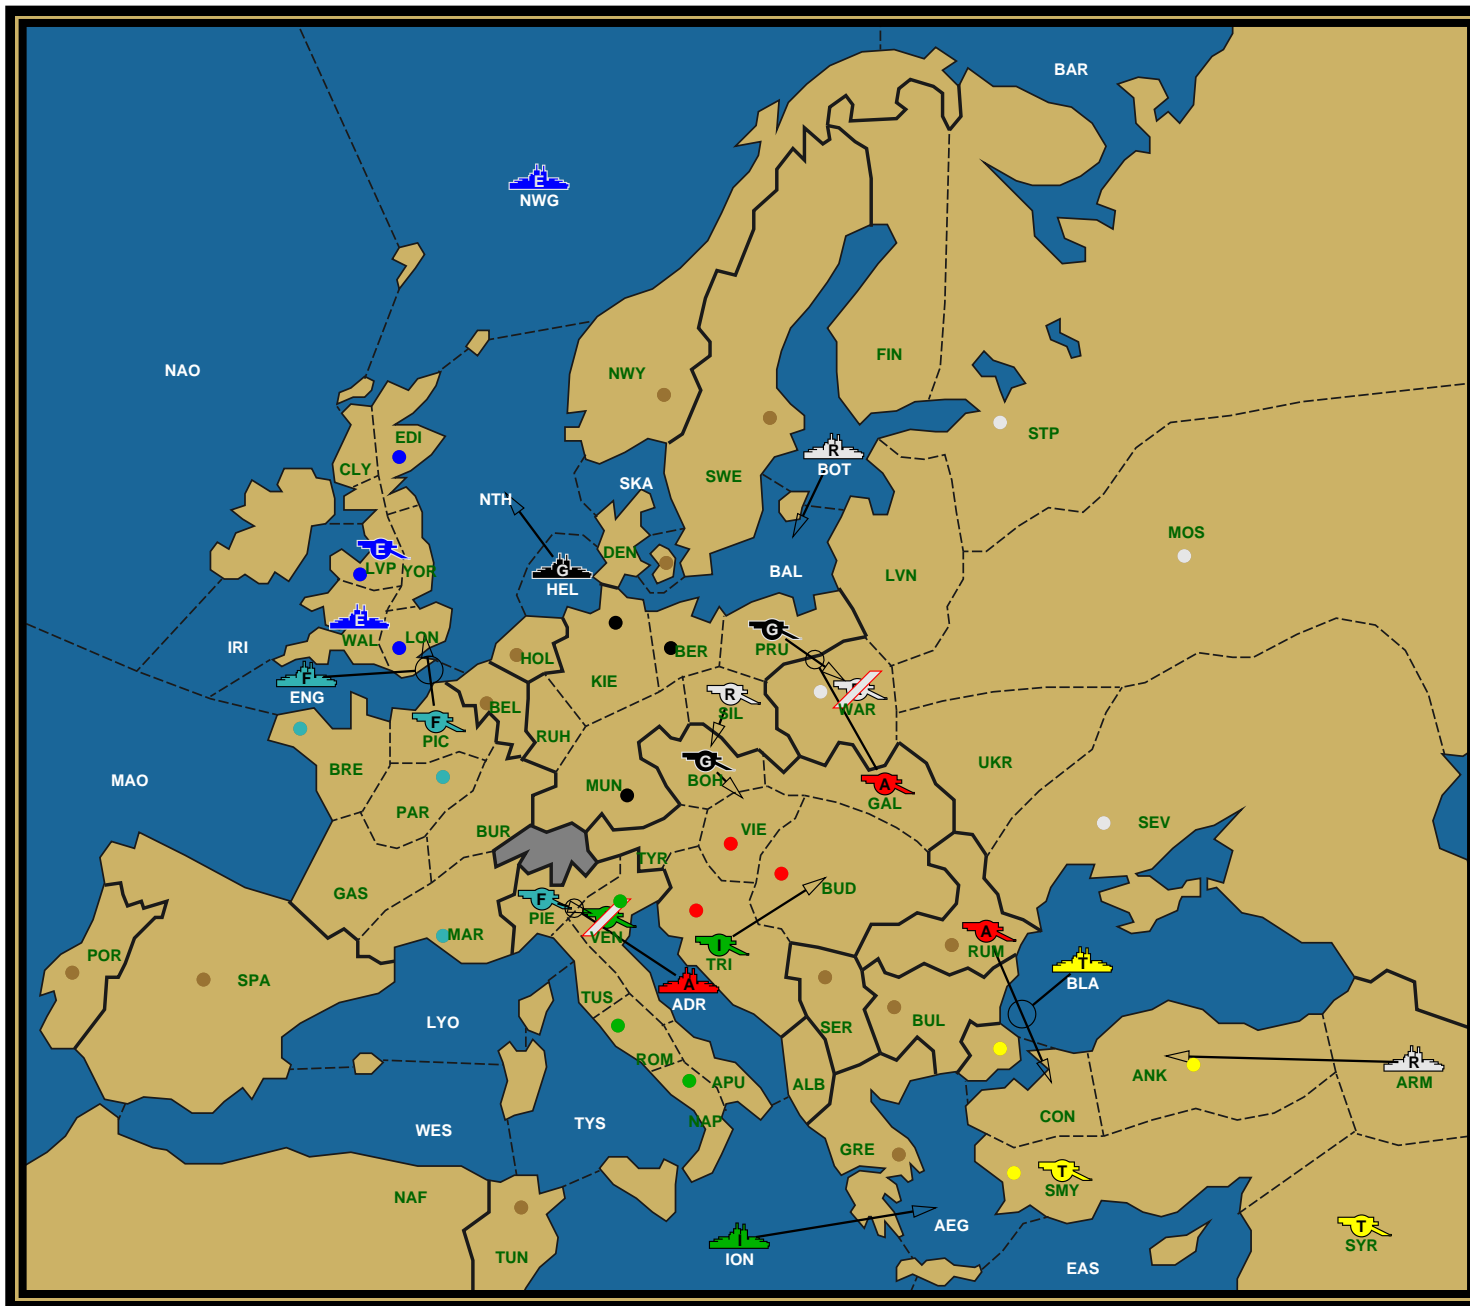 BAR
E
NWG
NAO
FIN
NWY
EDI
STP
CLY
R
BOT
SWE
SKA
NTH
MOS
E
LVP
YOR
DEN
G
HEL
BAL
LVN
E
WAL
LON
IRI
G
PRU
BER
HOL
KIE
F
ENG
R
SIL
WAR
BEL
F
PIC
RUH
BRE
G
BOH
UKR
MAO
MUN
A
GAL
PAR
BUR
VIE
SEV
TYR
GAS
BUD
F
PIE
MAR
VEN
A
RUM
I
TRI
POR
SPA
T
BLA
A
ADR
TUS
LYO
BUL
SER
ROM
R
ARM
ANK
APU
ALB
CON
NAP
TYS
WES
GRE
T
SMY
NAF
AEG
T
SYR
I
ION
TUN
EAS